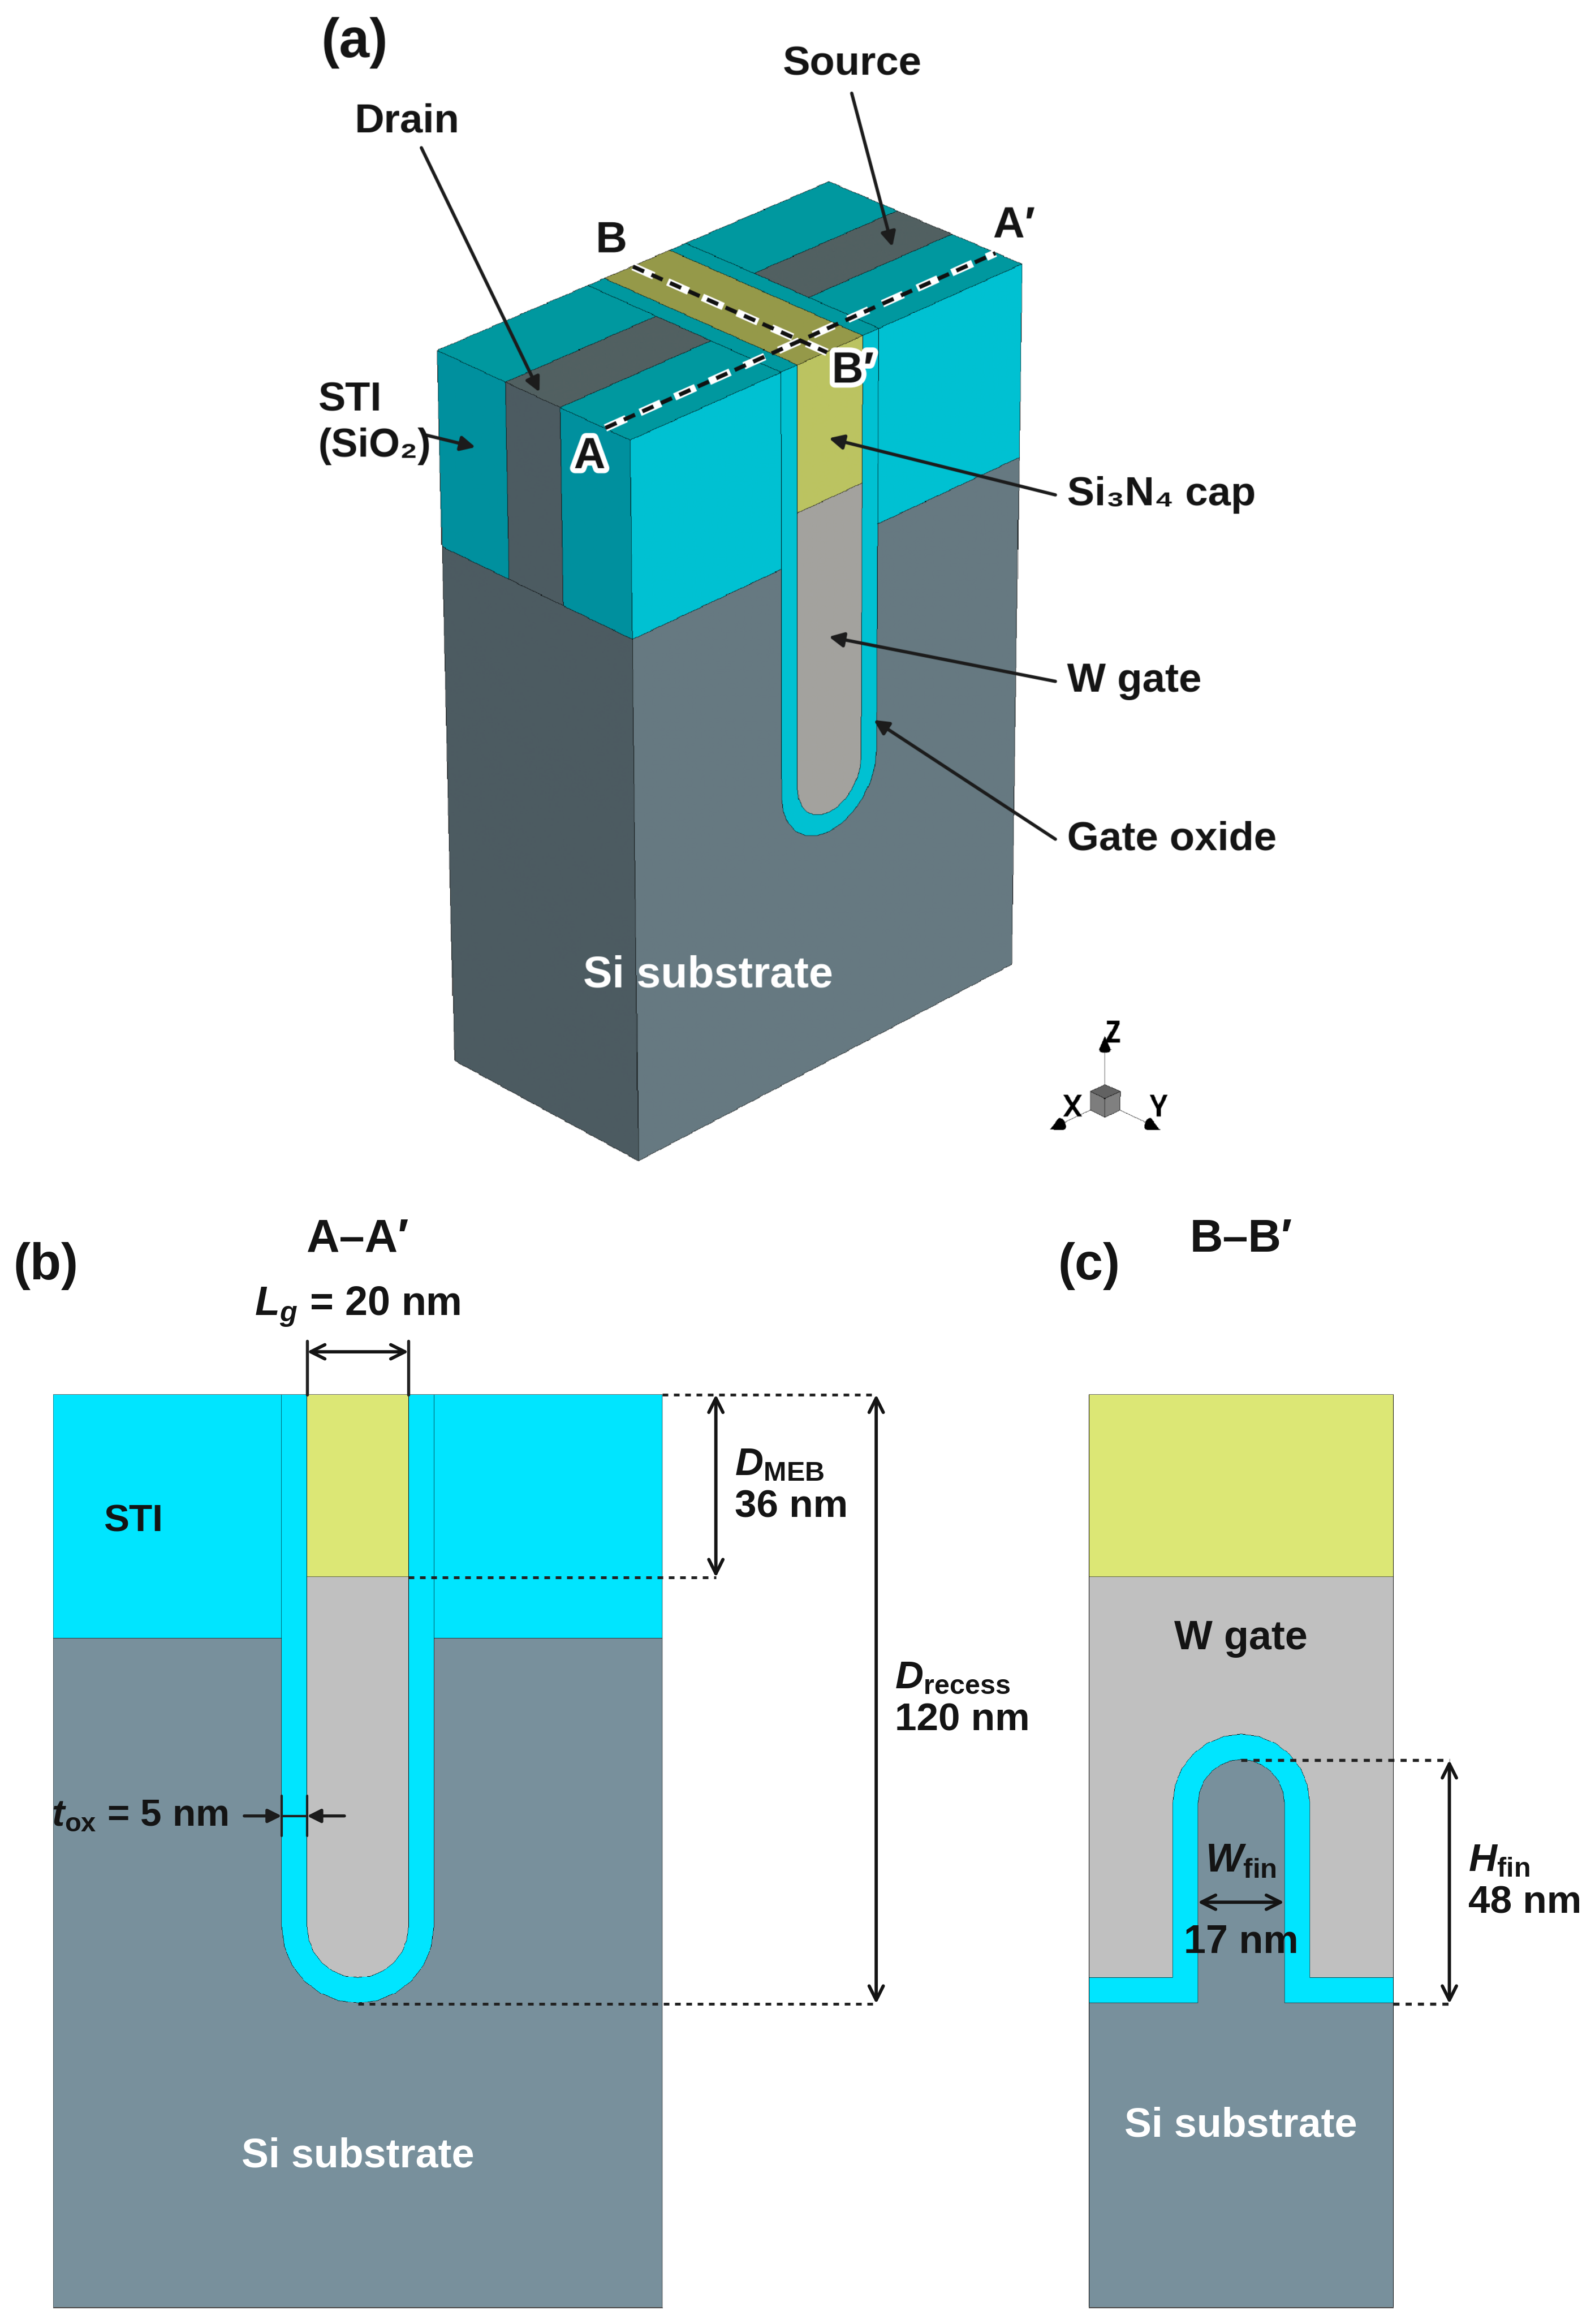 (a)
Source
Drain
B
A′
STI
(SiO₂)
B′
A
Si₃N₄ cap
W gate
Gate oxide
Si substrate
Z
X
Y
(b)
A–A′
Lg = 20 nm
STI
DMEB
36 nm
Drecess
120 nm
tox = 5 nm
Si substrate
(c)
B–B′
W gate
Wfin
17 nm
Hfin
48 nm
Si substrate